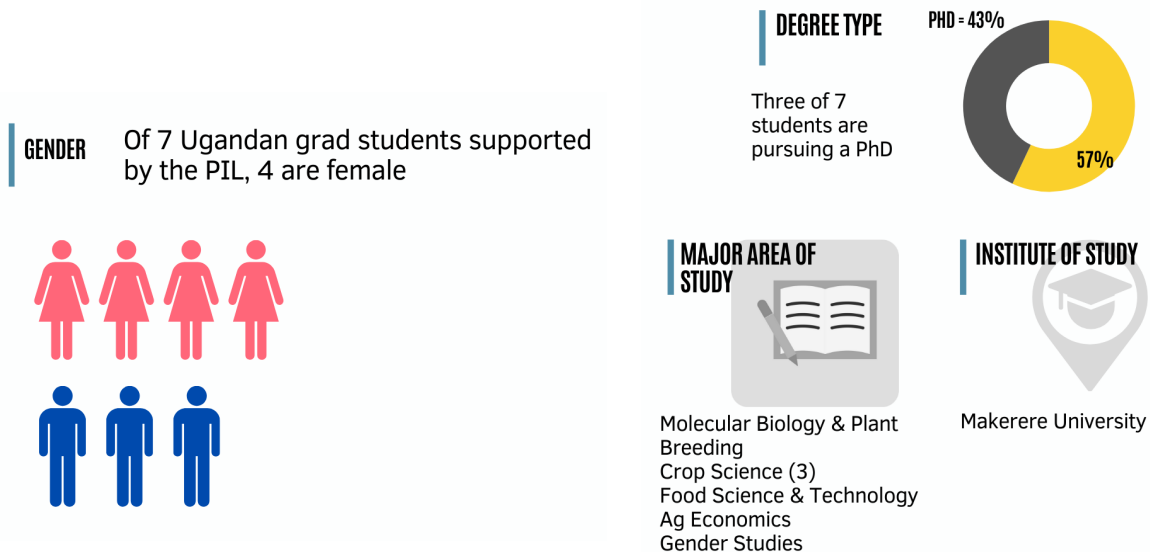 GENDER
Of 7 Ugandan grad students supported
by the PIL, 4 are female
DEGREE TYPE
PHD = 43%
Three of 7
students are
pursuing a PhD
57%
MAJOR AREA OF
STUDY
Molecular Biology & Plant
Breeding
Crop Science (3)
Food Science & Technology
Ag Economics
Gender Studies
INSTITUTE OF STUDY
Makerere University